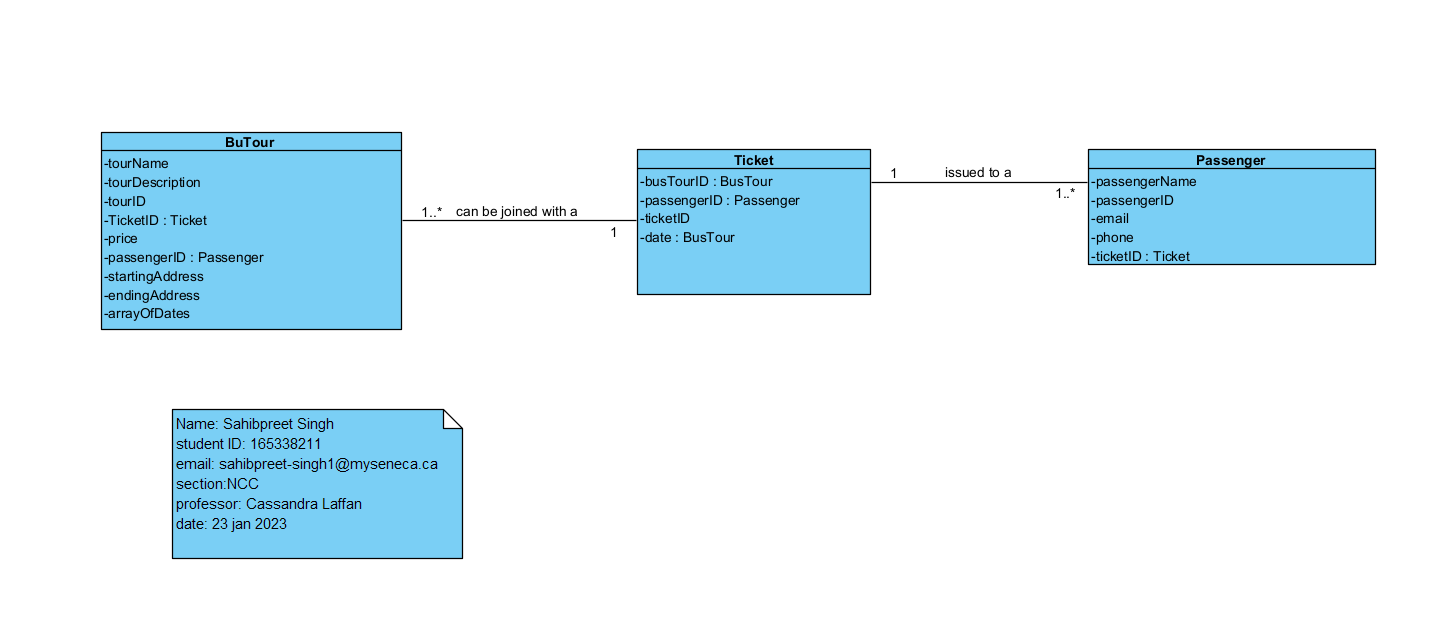 BuTour
-tourName
-tourDescription
-tourID
-TicketID : Ticket
-price
-passengerID : Passenger
-startingAddress
-endingAddress
-arrayOfDates
1..*
can be joined with a
1
Ticket
-busTourID : BusTour
-passengerID : Passenger
-ticketID
-date : BusTour
1
issued to a
1..*
Passenger
-passengerName
-passengerID
-email
-phone
-ticketID : Ticket
Name: Sahibpreet Singh
student ID: 165338211
email: sahibpreet-singh1@myseneca.ca
section:NCC
professor: Cassandra Laffan
date: 23 jan 2023